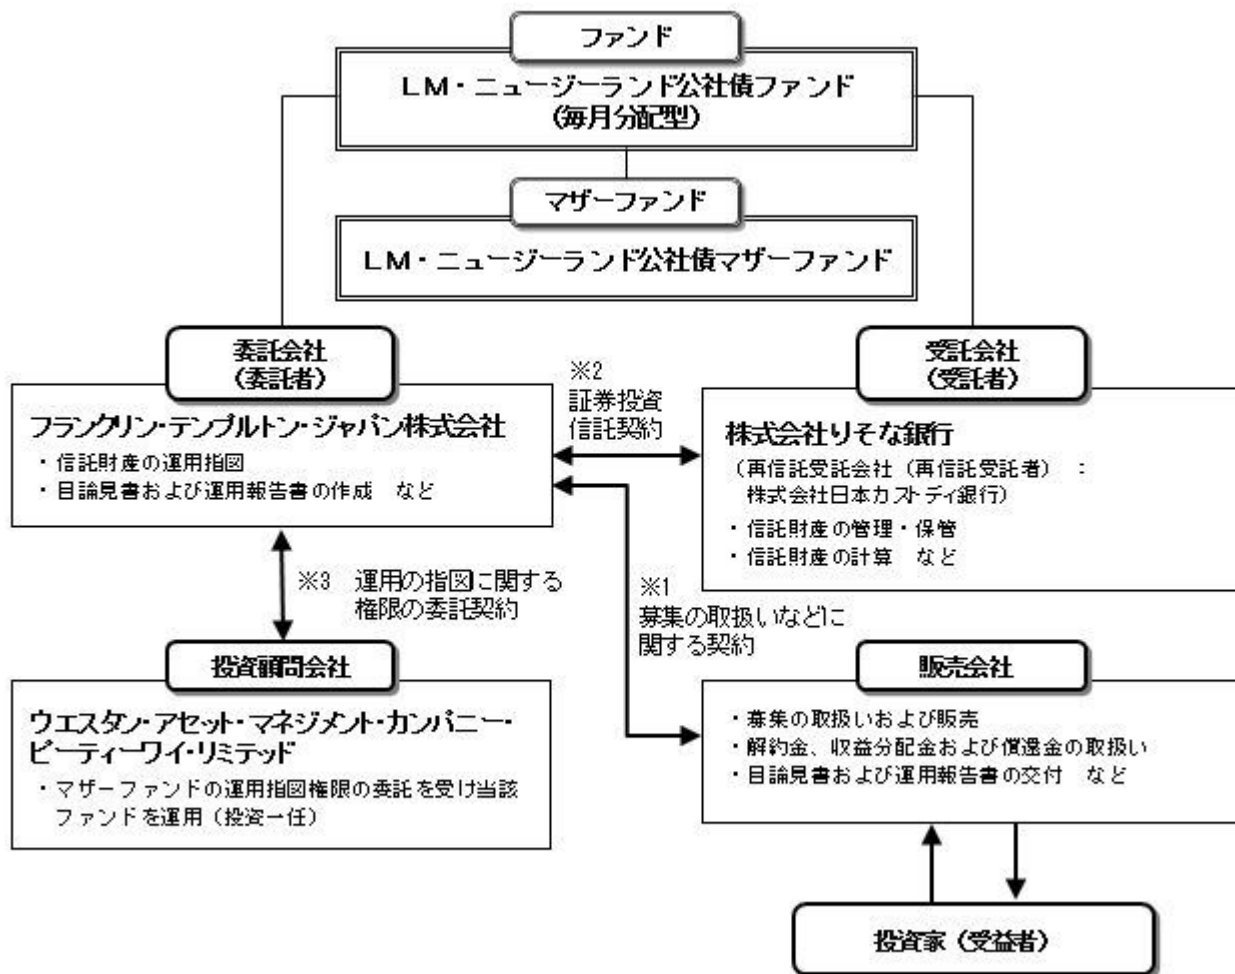 ファンド
LM・ニュージーランド公社債ファンド
(毎月分配型)
マザーファンド
LM・ニュージーランド公社債マザーファンド
委託会社
(委託者)
フランクリン・テンプルトン・ジャパン株式会社
・信託財産の運用指図
・目論見書および運用報告書の作成 など
※2
証券投資
信託契約
受託会社
(受託者)
株式会社りそな銀行
(再信託受託会社(再信託受託者) :
株式会社日本カストディ銀行)
・信託財産の管理・保管
・信託財産の計算 など
※3 運用の指図に関する
権限の委託契約
※1
募集の取扱いなどに
関する契約
投資顧問会社
ウエスタン・アセット・マネジメント・カンパニー・
ピーティーワイ・リミテッド
・マザーファンドの運用指図権限の委託を受け当該
ファンドを運用(投資一任)
販売会社
・募集の取扱いおよび販売
・解約金、収益分配金および償還金の取扱い
・目論見書および運用報告書の交付 など
投資家(受益者)